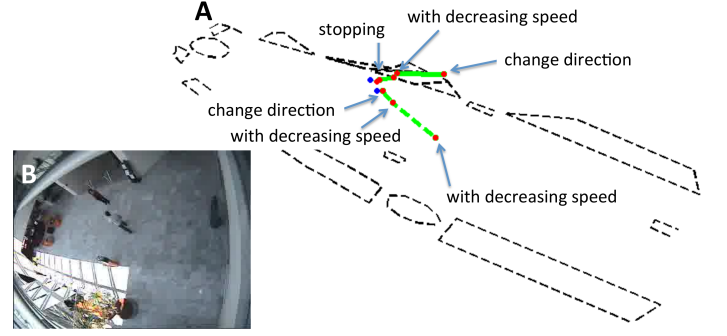 A
with decreasing speed
stopping
change direction
change direction
with decreasing speed
B
with decreasing speed